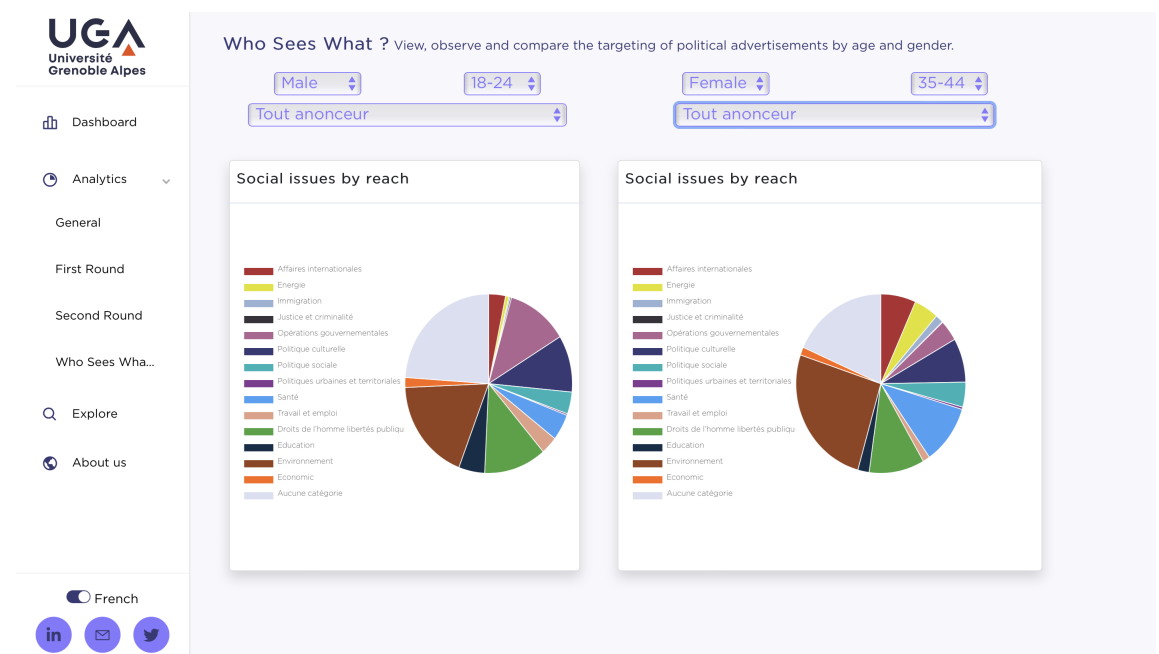 UGA
Université
Grenoble Alpes
Dashboard
Analytics
General
First Round
Second Round
Who Sees Wha...
Explore
About us
French
in
Who Sees What ? View, observe and compare the targeting of political advertisements by age and gender.
Male
18-24
Tout anonceur
Female
35-44
Tout anonceur
Social issues by reach
Affaires internationales
Energie
Immigration
Justice et criminalité
Opérations gouvernementales
Politique culturelle
Politique sociale
Politiques urbaines et territoriales
Santé
Travail et emploi
Droits de l'homme libertés publiqu
Education
Environnement
Economic
Aucune catégorie
Social issues by reach
Affaires internationales
Energie
Immigration
Justice et criminalité
Opérations gouvernementales
Politique culturelle
Politique sociale
Politiques urbaines et territoriales
Santé
Travail et emploi
Droits de l'homme libertés publiqu
Education
Environnement
Economic
Aucune catégorie